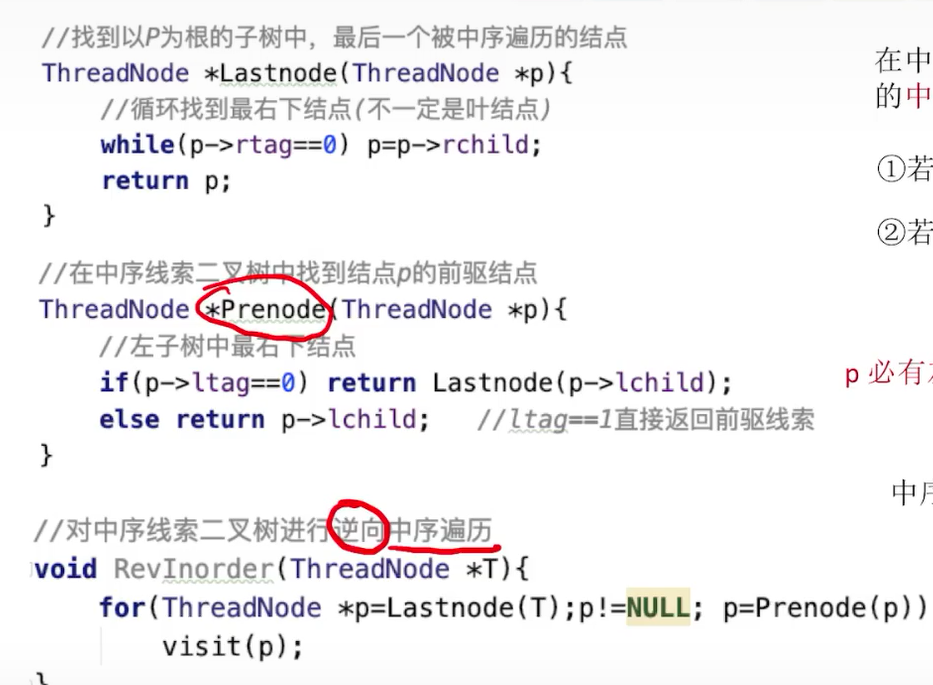 //找到以P为根的子树中，最后一个被中序遍历的结点
ThreadNode *Lastnode(ThreadNode *p){
//循环找到最右下结点(不一定是叶结点)
while(p->rtag==0) p=p->rchild;
return p;
}
//在中序线索二叉树中找到结点p的前驱结点
ThreadNode *Prenode(ThreadNode *p){
//左子树中最右下结点
if(p->ltag==0) return Lastnode(p->lchild);
else return p->lchild; //ltag==1直接返回前驱线索
}
//对中序线索二叉树进行逆向中序遍历
void RevInorder(ThreadNode *T){
for(ThreadNode *p=Lastnode(T);p!=NULL; p=Prenode(p))
visit(p);
}
在中
的中
①若
②若
p 必有
中序